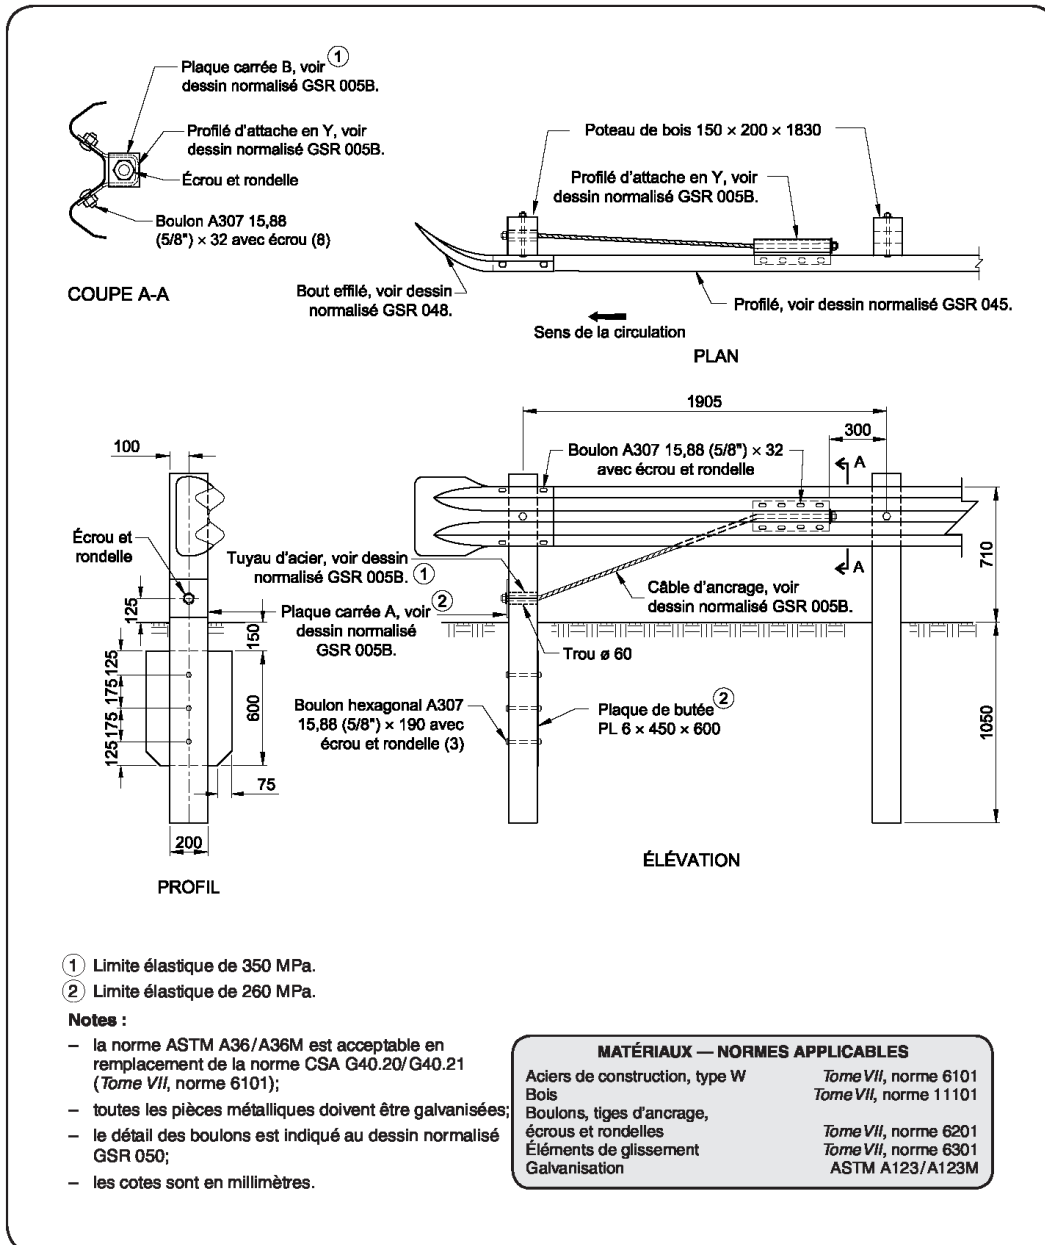 Plaque carrée B, voir ①
dessin normalisé GSR 005B.
Profilé d'attache en Y, voir
dessin normalisé GSR 005B.
Écrou et rondelle
Boulon A307 15,88
(5/8") × 32 avec écrou (8)
COUPE A-A
Poteau de bois 150 × 200 × 1830
Profilé d'attache en Y, voir
dessin normalisé GSR 005B.
Bout effilé, voir dessin
normalisé GSR 048.
Profilé, voir dessin normalisé GSR 045.
Sens de la circulation
PLAN
100
Écrou et
rondelle
125
150
125
175
175
125
600
75
200
PROFIL
1905
300
Boulon A307 15,88 (5/8") × 32
avec écrou et rondelle
A
A
710
Tuyau d'acier, voir dessin
normalisé GSR 005B. ①
Câble d'ancrage, voir
dessin normalisé GSR 005B.
Plaque carrée A, voir ②
dessin normalisé
GSR 005B.
Trou ø 60
Boulon hexagonal A307
15,88 (5/8") × 190 avec
écrou et rondelle (3)
Plaque de butée ②
PL 6 × 450 × 600
1050
ÉLÉVATION
① Limite élastique de 350 MPa.
② Limite élastique de 260 MPa.
Notes :
– la norme ASTM A36/A36M est acceptable en
remplacement de la norme CSA G40.20/G40.21
(Tome VII, norme 6101);
– toutes les pièces métalliques doivent être galvanisées;
– le détail des boulons est indiqué au dessin normalisé
GSR 050;
– les cotes sont en millimètres.
MATÉRIAUX — NORMES APPLICABLES
Aciers de construction, type W Tome VII, norme 6101
Bois Tome VII, norme 11101
Boulons, tiges d'ancrage,
écrous et rondelles Tome VII, norme 6201
Éléments de glissement Tome VII, norme 6301
Galvanisation ASTM A123/A123M